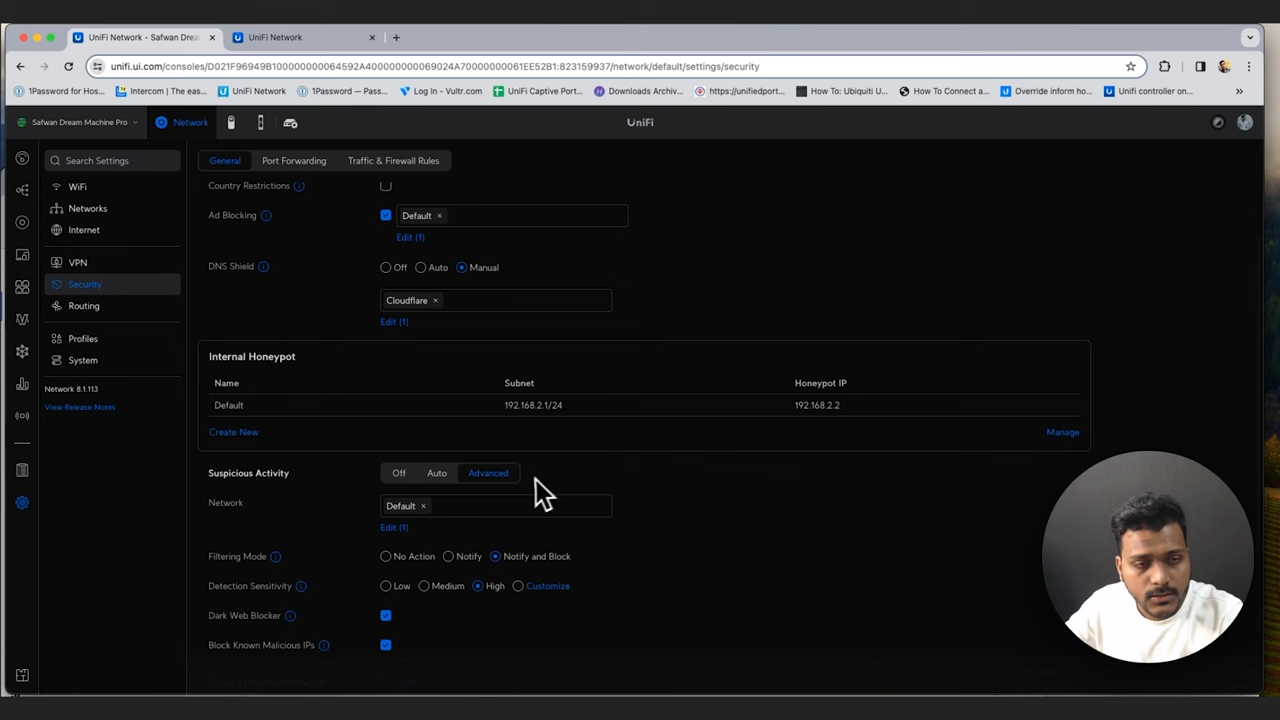 UniFi Network - Safwan Drea
UniFi Network
unifi.ui.com/consoles/D021F96949B100000000064592A400000000069024A70000000061EE52B1:823159937/network/default/settings/security
1Password for Hos...
Intercom | The eas...
UniFi Network
1Password — Pass...
Log In - Vultr.com
UniFi Captive Port...
Downloads Archiv...
https://unifiedport...
How To: Ubiquiti U...
How To Connect a...
Override inform ho...
Unifi controller on...
Safwan Dream Machine Pro
Network
UniFi
Search Settings
WiFi
Networks
Internet
VPN
Security
Routing
Profiles
System
Network 8.1.113
View Release Notes
General Port Forwarding Traffic & Firewall Rules
Country Restrictions
Ad Blocking
Default ×
Edit (1)
DNS Shield
Off Auto Manual
Cloudflare ×
Edit (1)
Internal Honeypot
Name Subnet Honeypot IP
Default 192.168.2.1/24 192.168.2.2
Create New Manage
Suspicious Activity Off Auto Advanced
Network Default ×
Edit (1)
Filtering Mode No Action Notify Notify and Block
Detection Sensitivity Low Medium High Customize
Dark Web Blocker
Block Known Malicious IPs